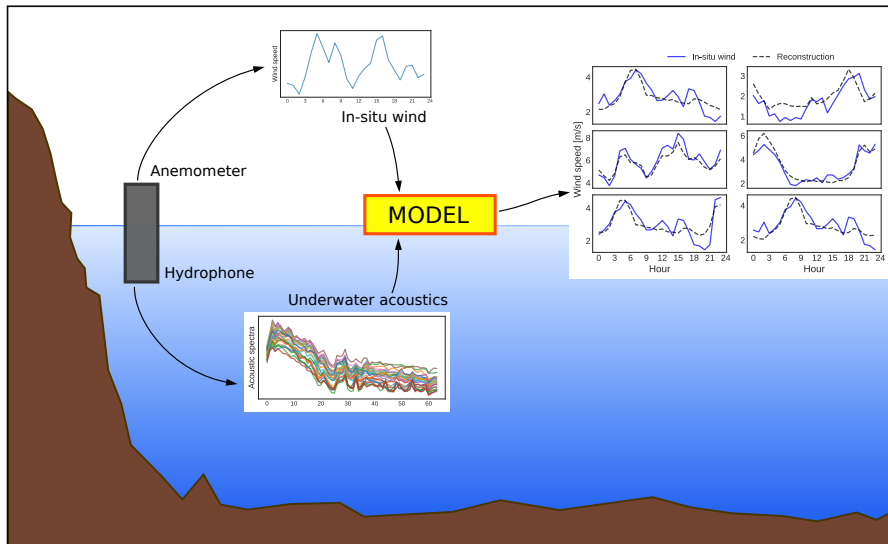 Wind speed
0 3 6 9 12 15 18 21 24
In-situ wind
Anemometer
MODEL
Hydrophone
Underwater acoustics
Acoustic spectra
0 10 20 30 40 50 60
In-situ wind Reconstruction
Wind speed [m/s]
4
2
3
2
1
8
6
4
6
4
2
4
2
4
2
0 3 6 9 12 15 18 21 24
0 3 6 9 12 15 18 21 24
Hour Hour